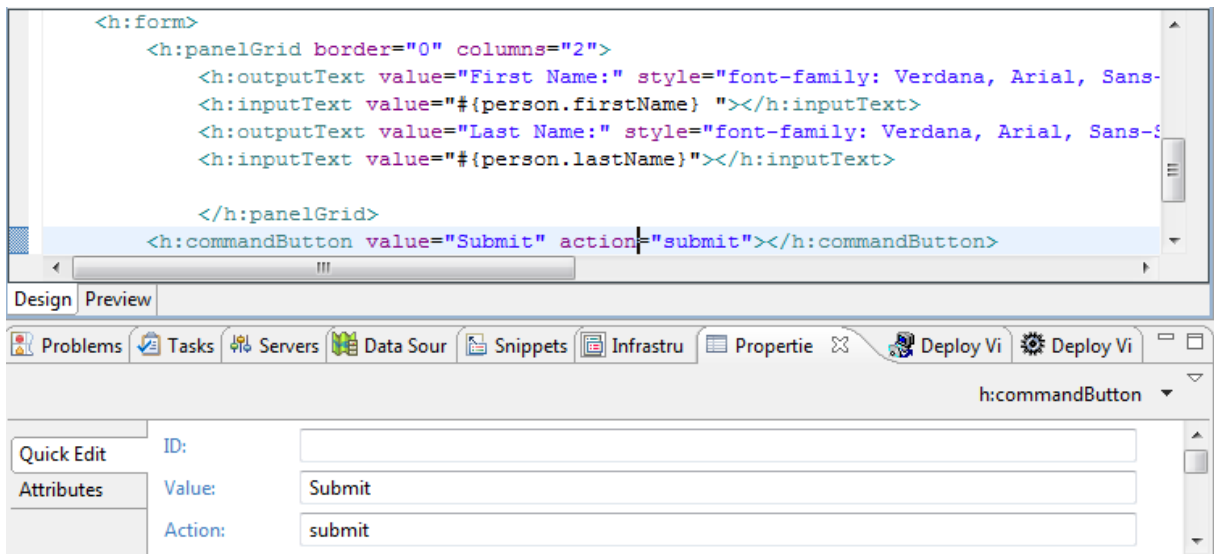 <h:form>
<h:panelGrid border="0" columns="2">
<h:outputText value="First Name:" style="font-family: Verdana, Arial, Sans-
<h:inputText value="#{person.firstName} "></h:inputText>
<h:outputText value="Last Name:" style="font-family: Verdana, Arial, Sans-S
<h:inputText value="#{person.lastName}"></h:inputText>
</h:panelGrid>
<h:commandButton value="Submit" action="submit"></h:commandButton>
Design Preview
Problems Tasks Servers Data Sour Snippets Infrastru Propertie Deploy Vi Deploy Vi
h:commandButton
Quick Edit
Attributes
ID:
Value: Submit
Action: submit